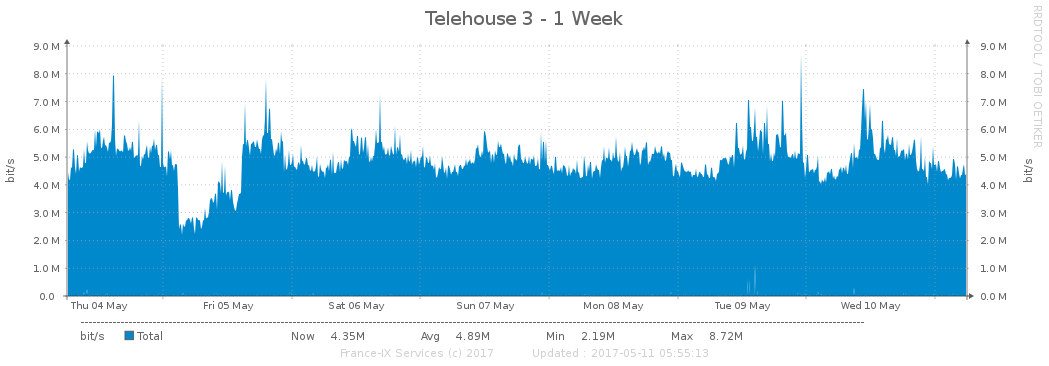 Telehouse 3 - 1 Week
RRDTOOL / TOBI OETIKER
9.0 M 9.0 M
8.0 M 8.0 M
7.0 M 7.0 M
6.0 M 6.0 M
5.0 M 5.0 M
4.0 M 4.0 M
3.0 M 3.0 M
2.0 M 2.0 M
1.0 M 1.0 M
0.0 0.0 M
bit/s
bit/s
Thu 04 May Fri 05 May Sat 06 May Sun 07 May Mon 08 May Tue 09 May Wed 10 May
bit/s Total Now 4.35M Avg 4.89M Min 2.19M Max 8.72M
France-IX Services (c) 2017 Updated : 2017-05-11 05:55:13